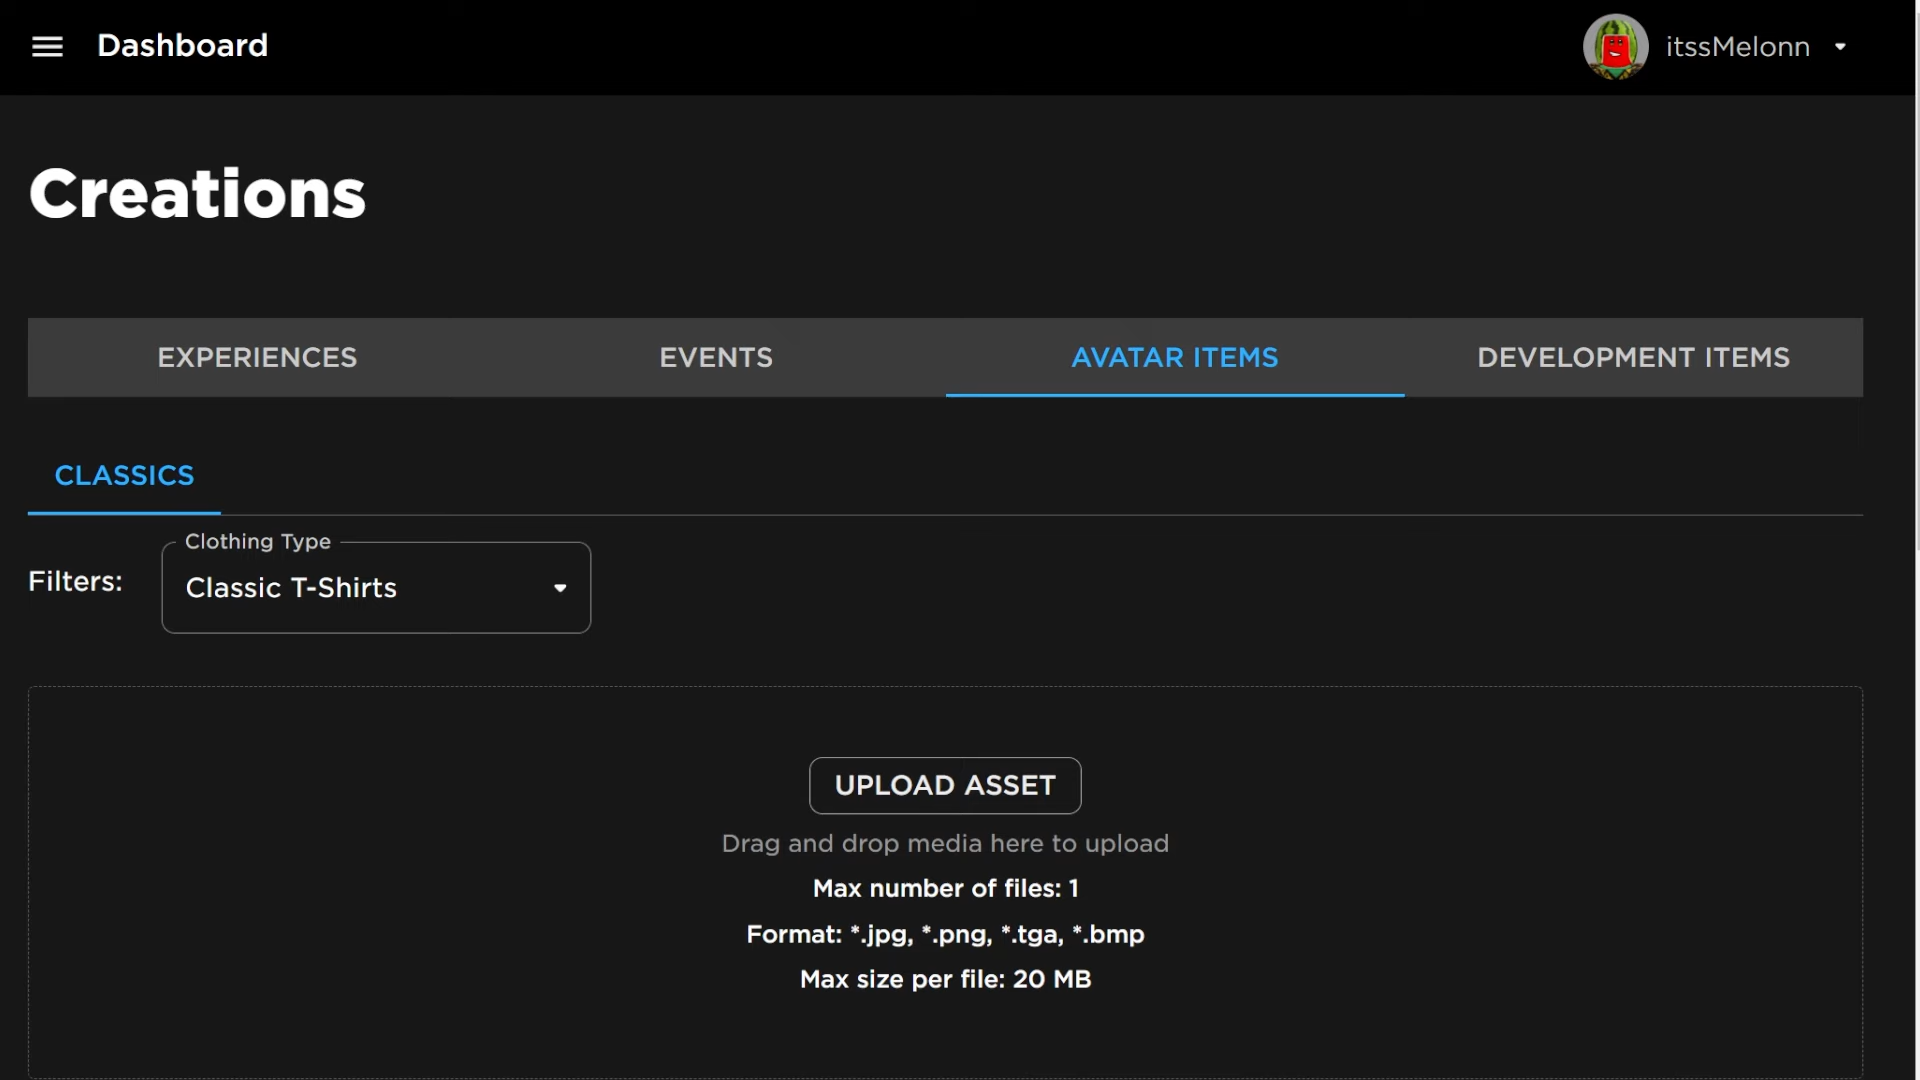 Dashboard
itssMelonn
Creations
EXPERIENCES
EVENTS
AVATAR ITEMS
DEVELOPMENT ITEMS
CLASSICS
Filters:
Clothing Type
Classic T-Shirts
UPLOAD ASSET
Drag and drop media here to upload
Max number of files: 1
Format: *.jpg, *.png, *.tga, *.bmp
Max size per file: 20 MB